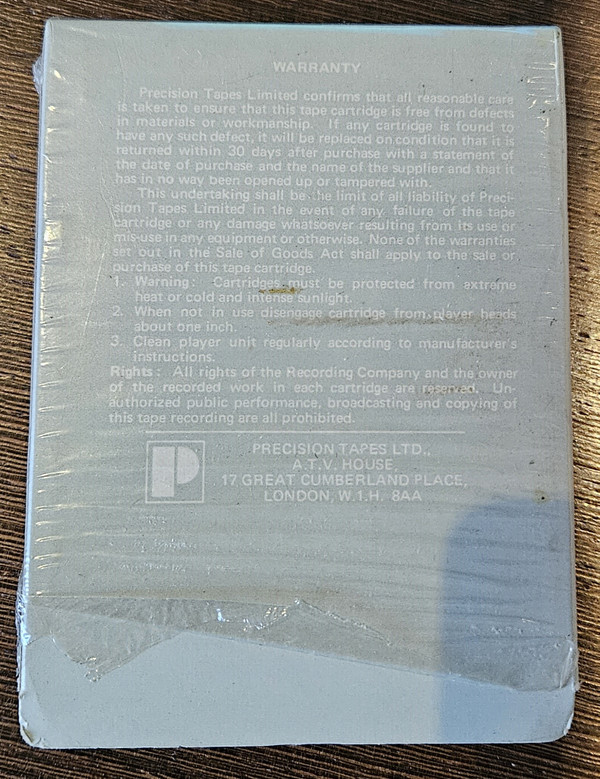 WARRANTY
Precision Tapes Limited confirms that all reasonable care
is taken to ensure that this tape cartridge is free from defects
in materials or workmanship. If any cartridge is found to
have any such defect, it will be replaced on condition that it is
returned within 30 days after purchase with a statement of
the date of purchase and the name of the supplier and that it
has in no way been opened up or tampered with.
This undertaking shall be the limit of all liability of Preci-
sion Tapes Limited in the event of any failure of the tape
cartridge or any damage whatsoever resulting from its use or
mis-use in any equipment or otherwise. None of the warranties
set out in the Sale of Goods Act shall apply to the sale or
purchase of this tape cartridge.
1. Warning: Cartridges must be protected from extreme
heat or cold and intense sunlight.
2. When not in use disengage cartridge from player heads
about one inch.
3. Clean player unit regularly according to manufacturer's
instructions.
Rights: All rights of the Recording Company and the owner
of the recorded work in each cartridge are reserved. Un-
authorized public performance, broadcasting and copying of
this tape recording are all prohibited.
P
PRECISION TAPES LTD.,
A.T.V. HOUSE,
17 GREAT CUMBERLAND PLACE,
LONDON, W.1.H. 8AA